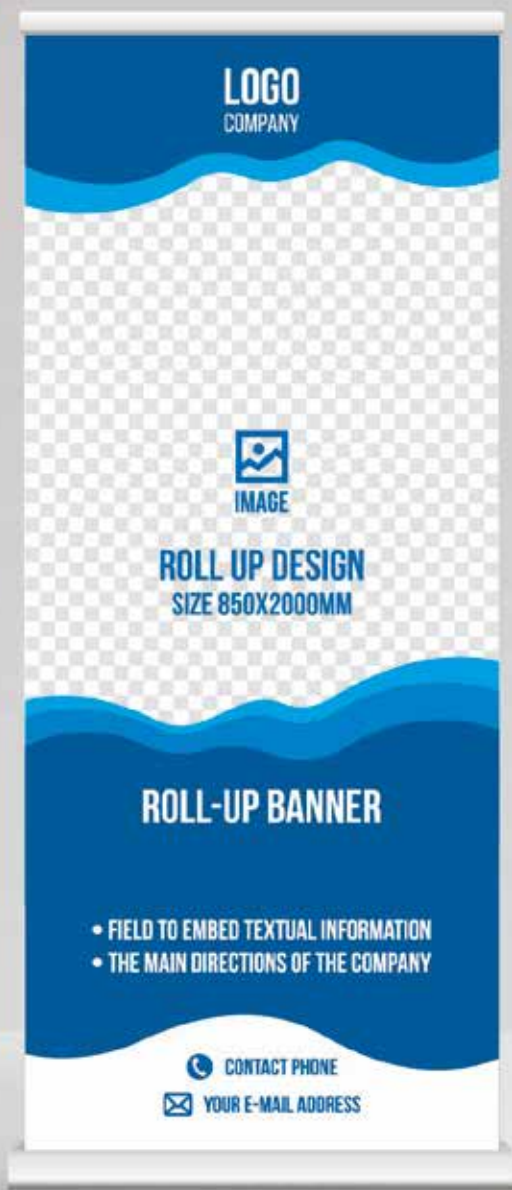 LOGO
COMPANY
IMAGE
ROLL UP DESIGN
SIZE 850X2000MM
ROLL-UP BANNER
• FIELD TO EMBED TEXTUAL INFORMATION
• THE MAIN DIRECTIONS OF THE COMPANY
CONTACT PHONE
YOUR E-MAIL ADDRESS